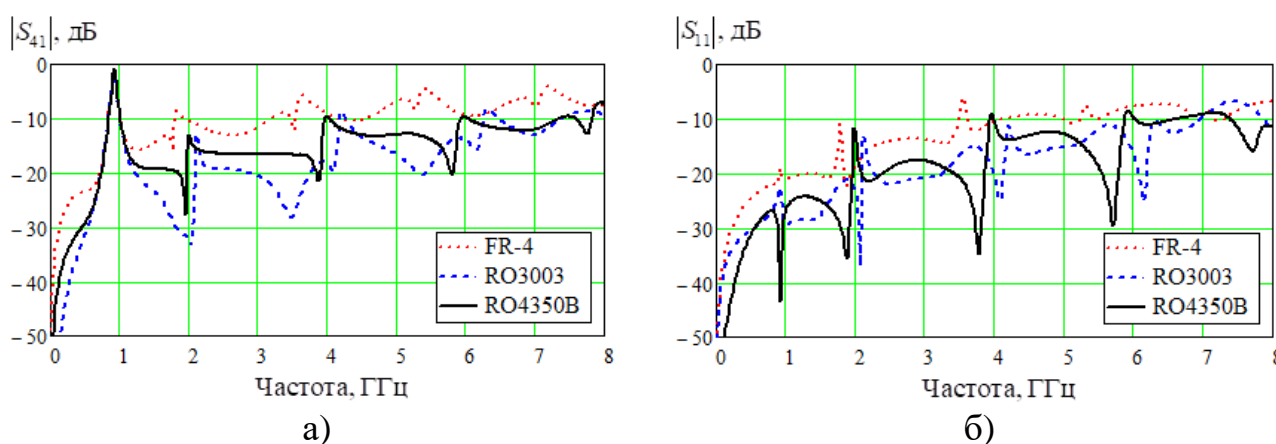 |S₄₁|, дБ
0
−10
−20
−30
−40
−50
0 1 2 3 4 5 6 7 8
FR-4
RO3003
RO4350B
Частота, ГГц
а)
|S₁₁|, дБ
0
−10
−20
−30
−40
−50
0 1 2 3 4 5 6 7 8
FR-4
RO3003
RO4350B
Частота, ГГц
б)